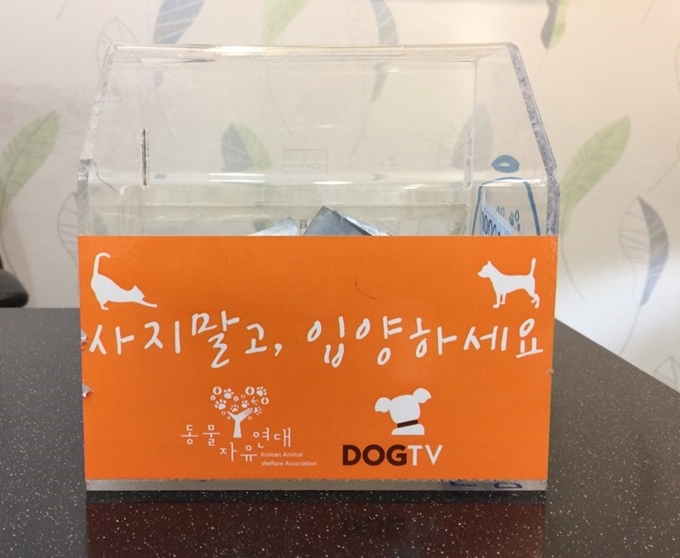 사지말고, 입양하세요
동물
자유연대
Korean Animal
Welfare Association
DOGTV